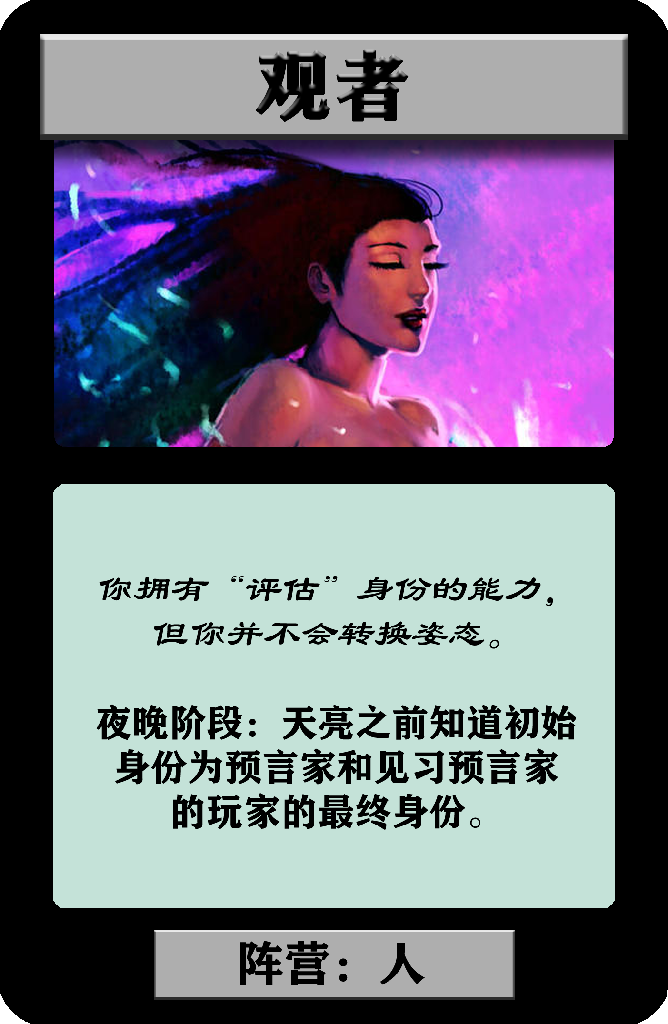 观者
你拥有“评估”身份的能力，
但你并不会转换姿态。
夜晚阶段：天亮之前知道初始
身份为预言家和见习预言家
的玩家的最终身份。
阵营：人